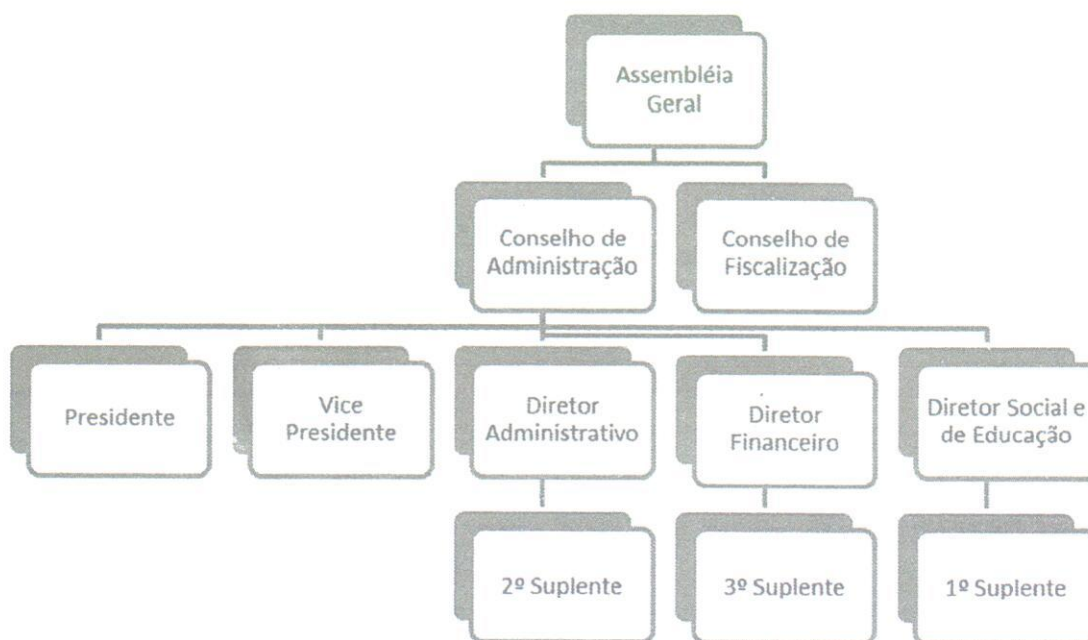 Assembléia
Geral
Conselho de
Administração
Conselho de
Fiscalização
Presidente
Vice
Presidente
Diretor
Administrativo
Diretor
Financeiro
Diretor Social e
de Educação
2º Suplente
3º Suplente
1º Suplente